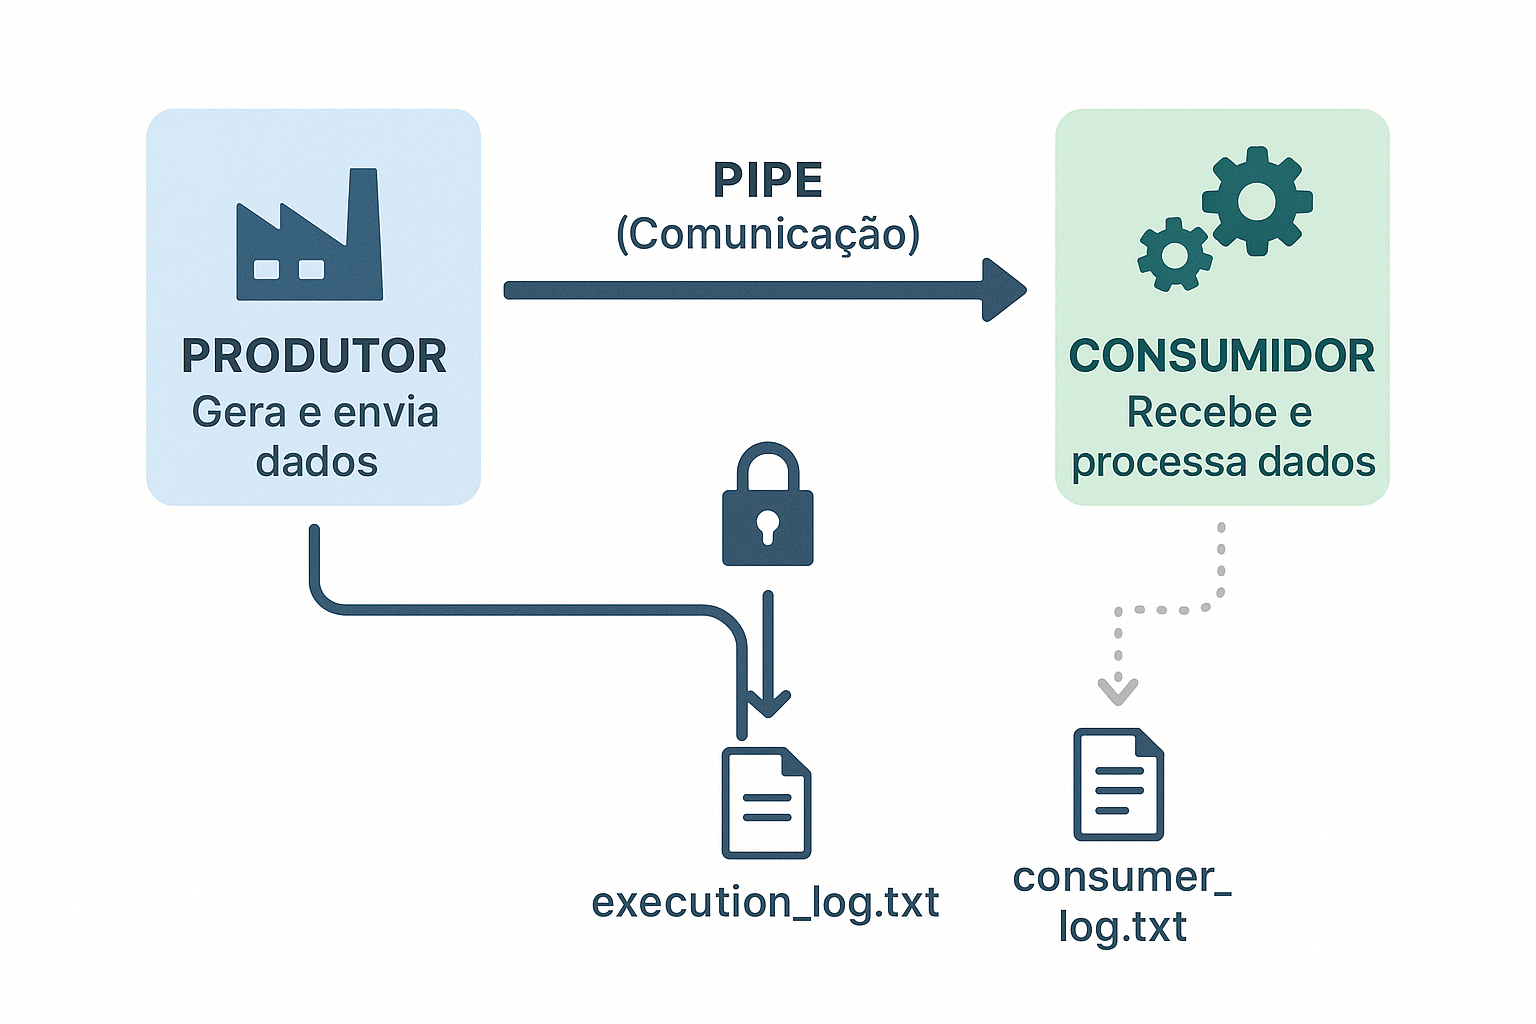 PIPE
(Comunicação)
PRODUTOR
Gera e envia
dados
CONSUMIDOR
Recebe e
processa dados
execution_log.txt
consumer_
log.txt